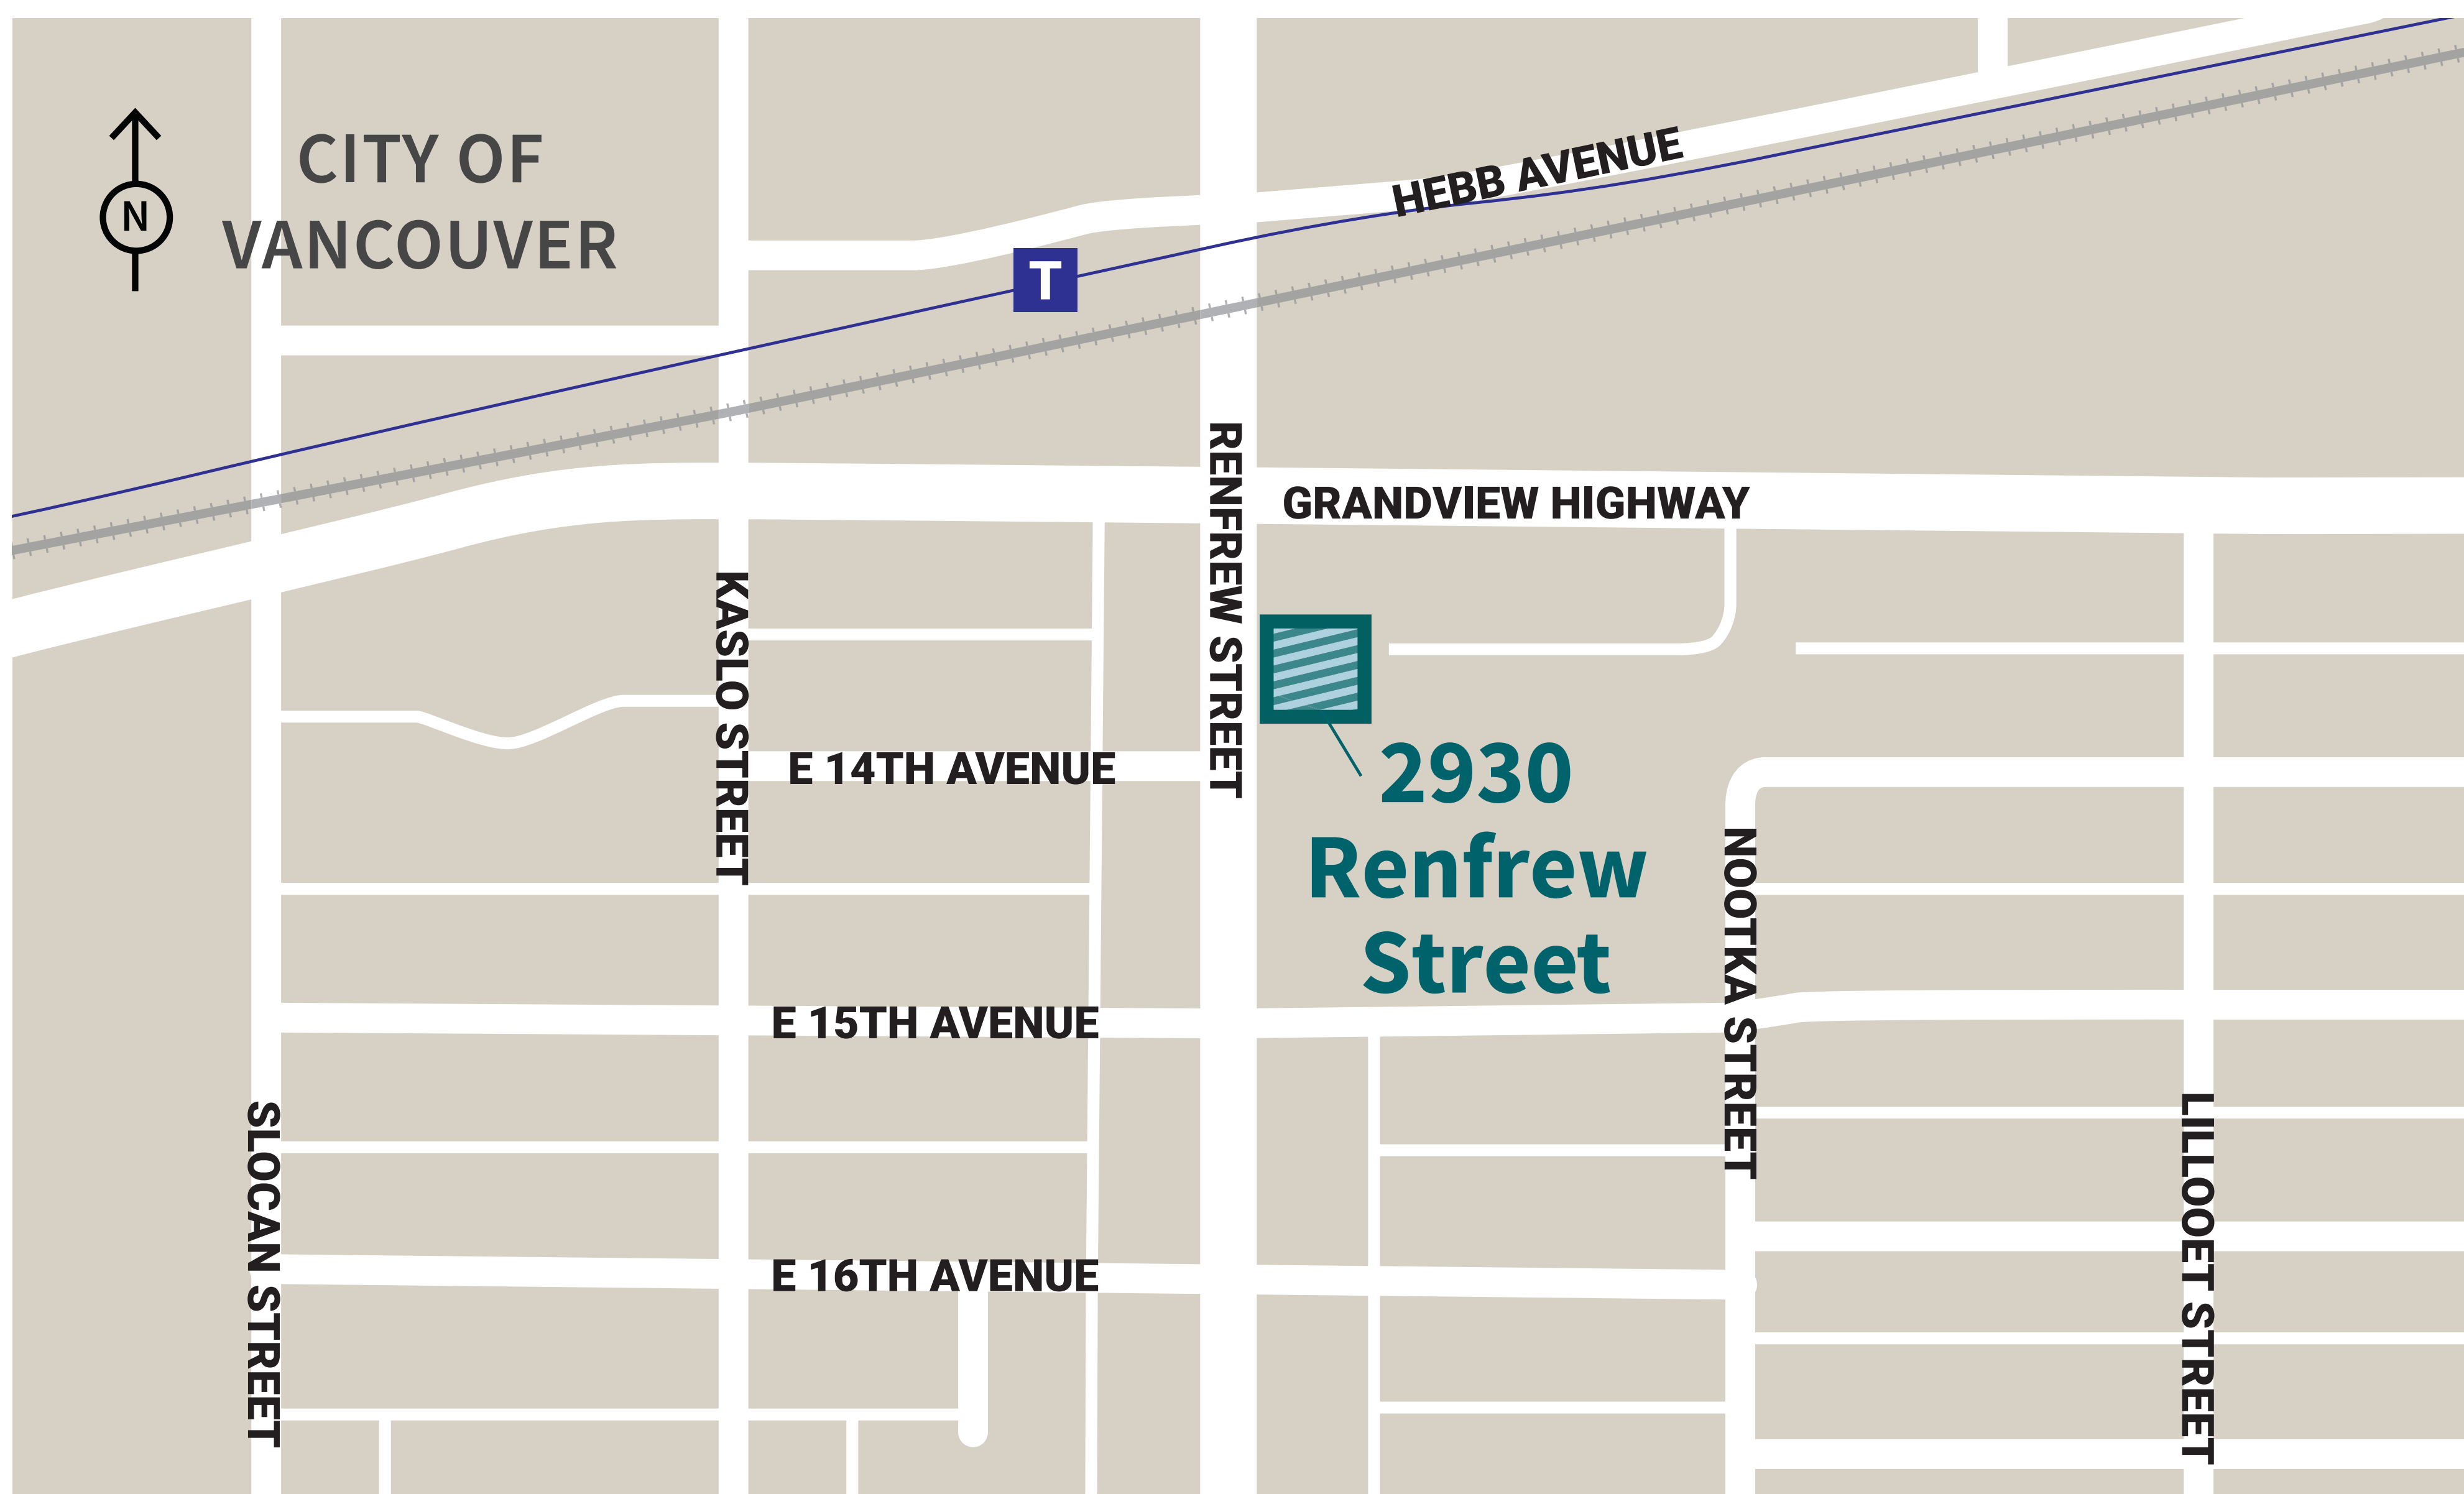 CITY OF
VANCOUVER
N
HEBB AVENUE
T
RENFREW STREET
GRANDVIEW HIGHWAY
KASLO STREET
E 14TH AVENUE
2930
Renfrew
Street
NOOTKA STREET
E 15TH AVENUE
SLOCAN STREET
LILLOOET STREET
E 16TH AVENUE